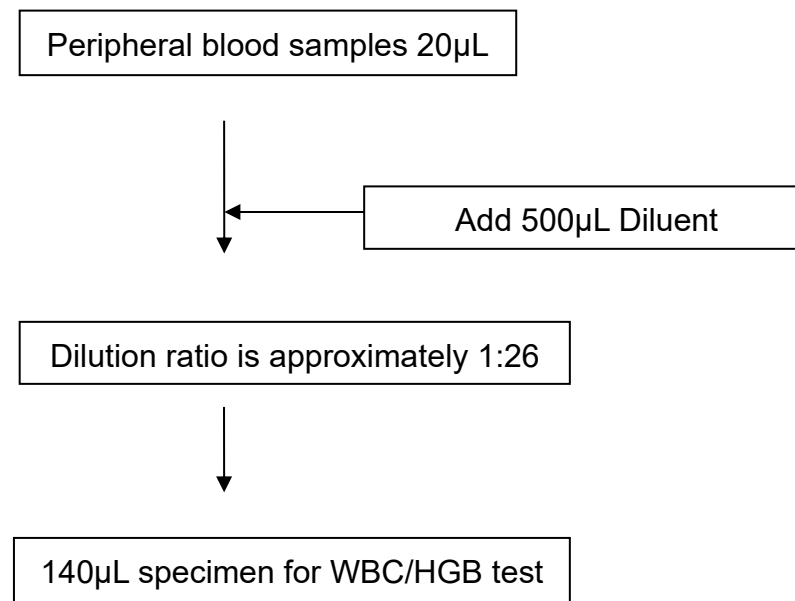 Peripheral blood samples 20μL
Add 500μL Diluent
Dilution ratio is approximately 1:26
140μL specimen for WBC/HGB test